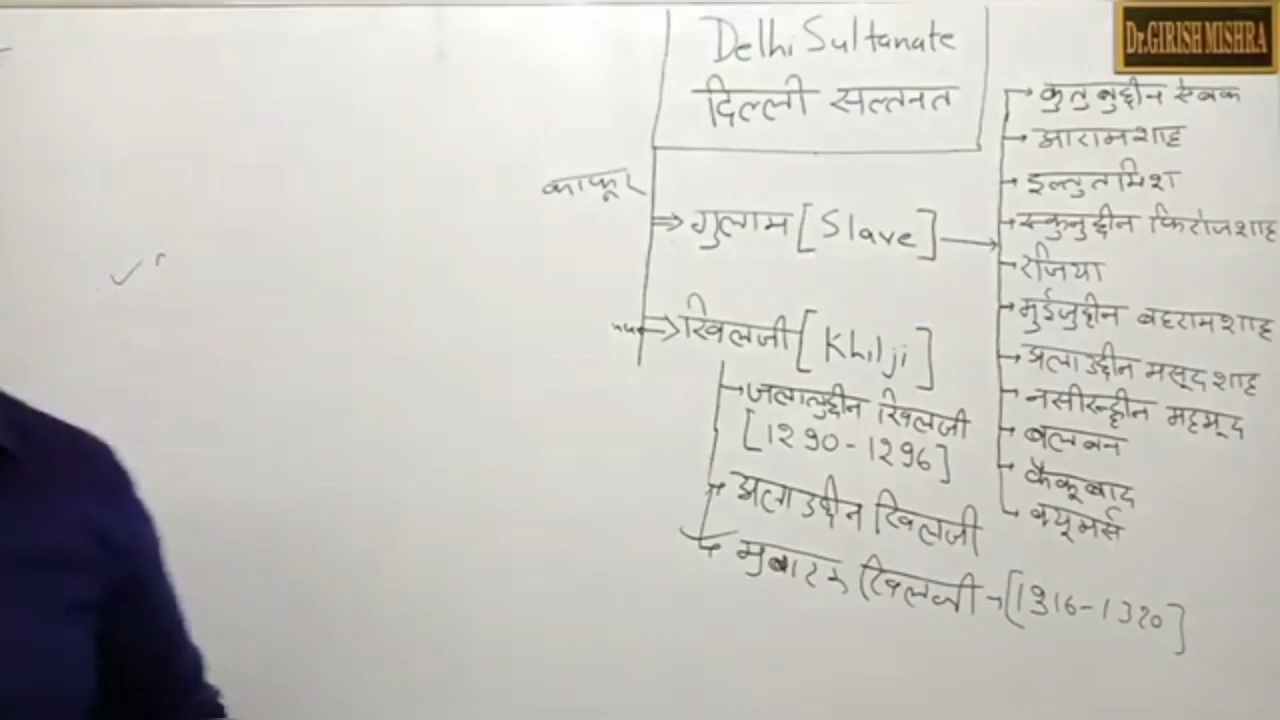 Dr.GIRISH MISHRA
Delhi Sultanate
दिल्ली सल्तनत
काफूर
गुलाम [Slave]
कुतुबुद्दीन ऐबक
आरामशाह
इल्तुतमिश
रुकुनुद्दीन फिरोजशाह
रजिया
मुईजुद्दीन बहरामशाह
अलाउद्दीन मसूदशाह
नसीरुद्दीन महमूद
बलबन
कैकूबाद
क्यूमर्स
खिलजी [Khilji]
जलालुद्दीन खिलजी
[1290-1296]
अलाउद्दीन खिलजी
मुबारक खिलजी → [1316-1320]